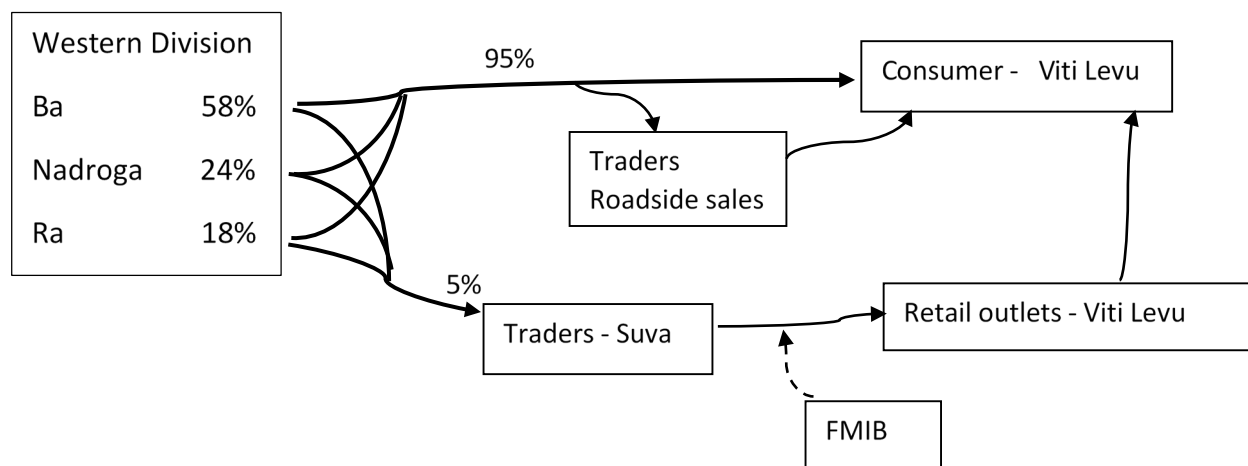 Western Division
Ba 58%
Nadroga 24%
Ra 18%
95%
Consumer - Viti Levu
Traders
Roadside sales
5%
Traders - Suva
Retail outlets - Viti Levu
FMIB